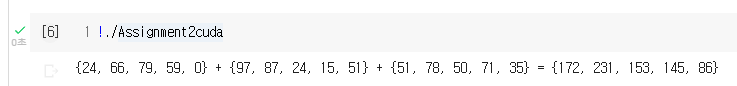 [6] 1 !./Assignment2cuda
0초
{24, 66, 79, 59, 0} + {97, 87, 24, 15, 51} + {51, 78, 50, 71, 35} = {172, 231, 153, 145, 86}